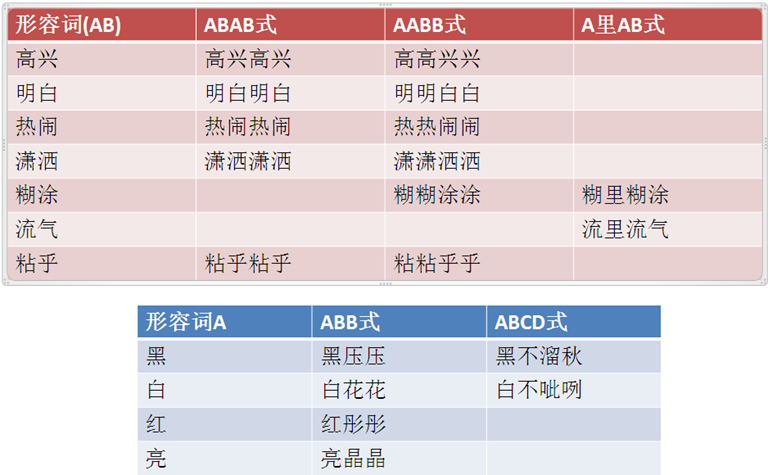 形容词(AB) ABAB式 AABB式 A里AB式
高兴 高兴高兴 高高兴兴
明白 明白明白 明明白白
热闹 热闹热闹 热热闹闹
潇洒 潇洒潇洒 潇潇洒洒
糊涂 糊糊涂涂 糊里糊涂
流气 流里流气
粘乎 粘乎粘乎 粘粘乎乎
形容词A ABB式 ABCD式
黑 黑压压 黑不溜秋
白 白花花 白不呲咧
红 红彤彤
亮 亮晶晶